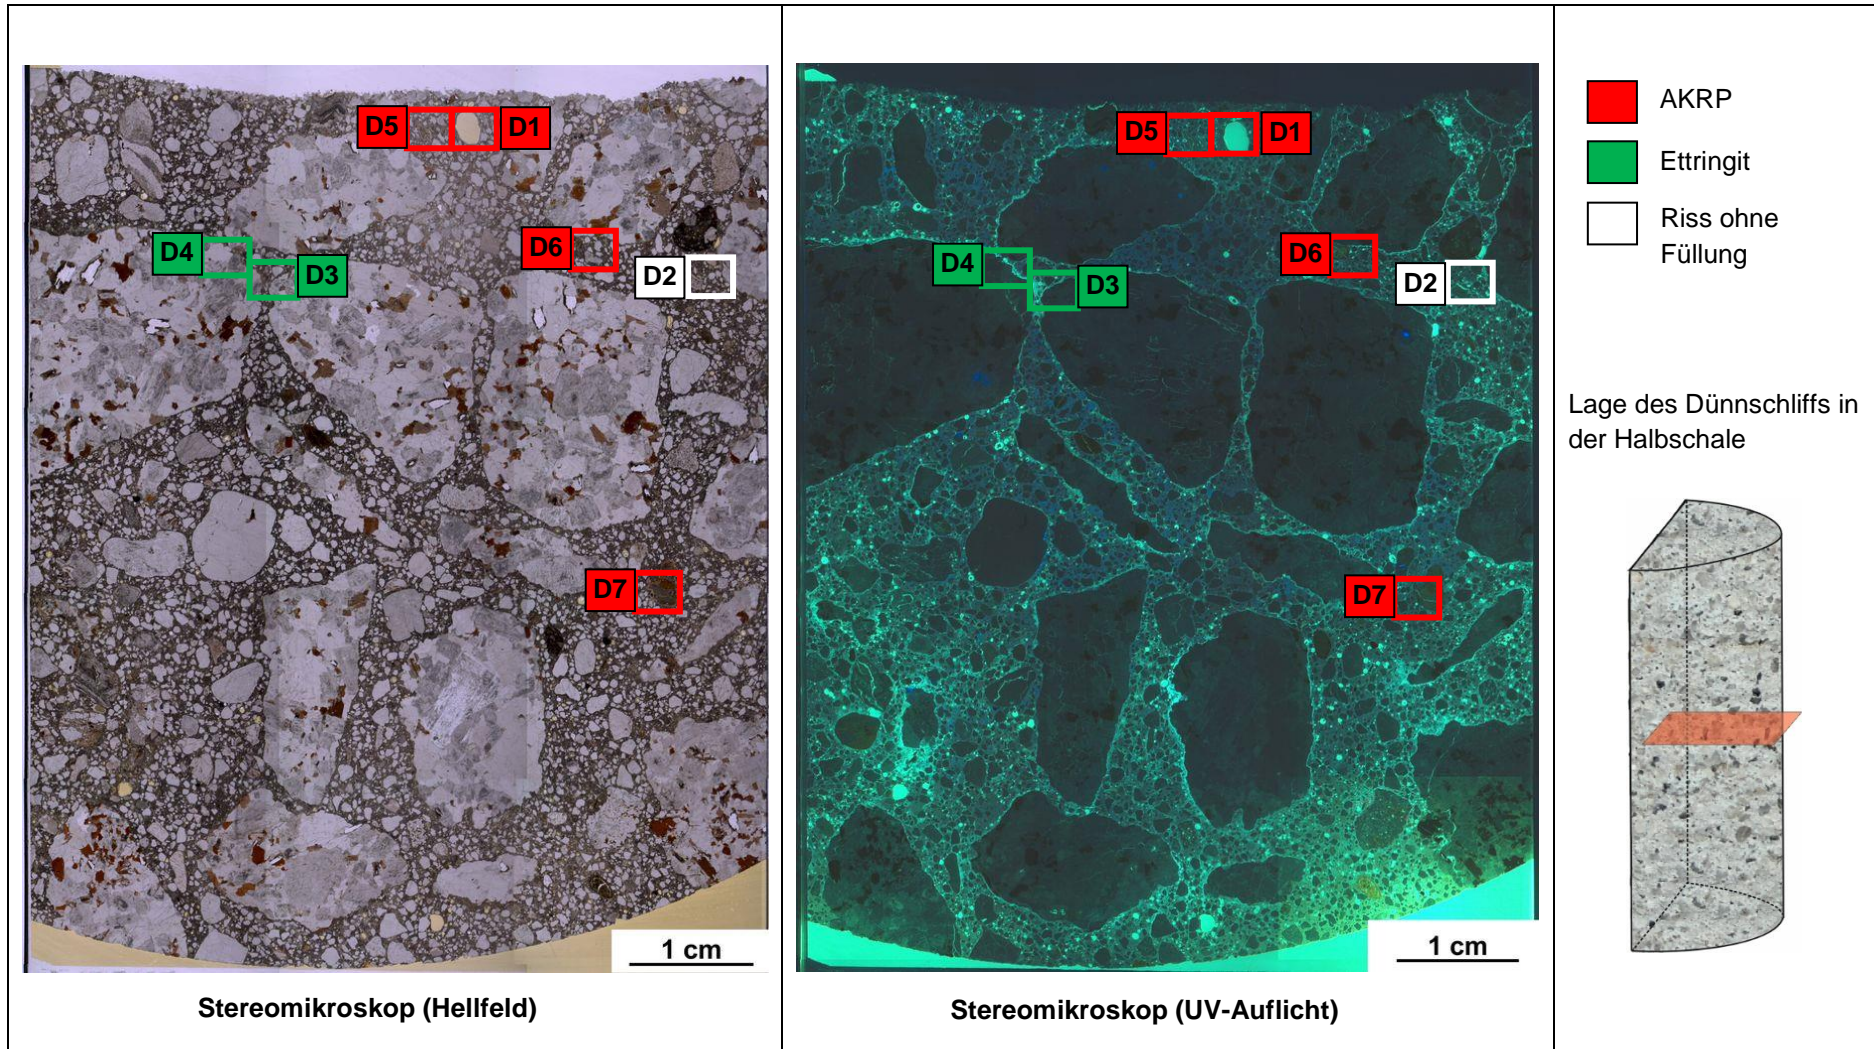 D5
D1
D4
D3
D6
D2
D7
1 cm
Stereomikroskop (Hellfeld)
D5
D1
D4
D3
D6
D2
D7
1 cm
Stereomikroskop (UV-Auflicht)
AKRP
Ettringit
Riss ohne
Füllung
Lage des Dünnschliffs in
der Halbschale